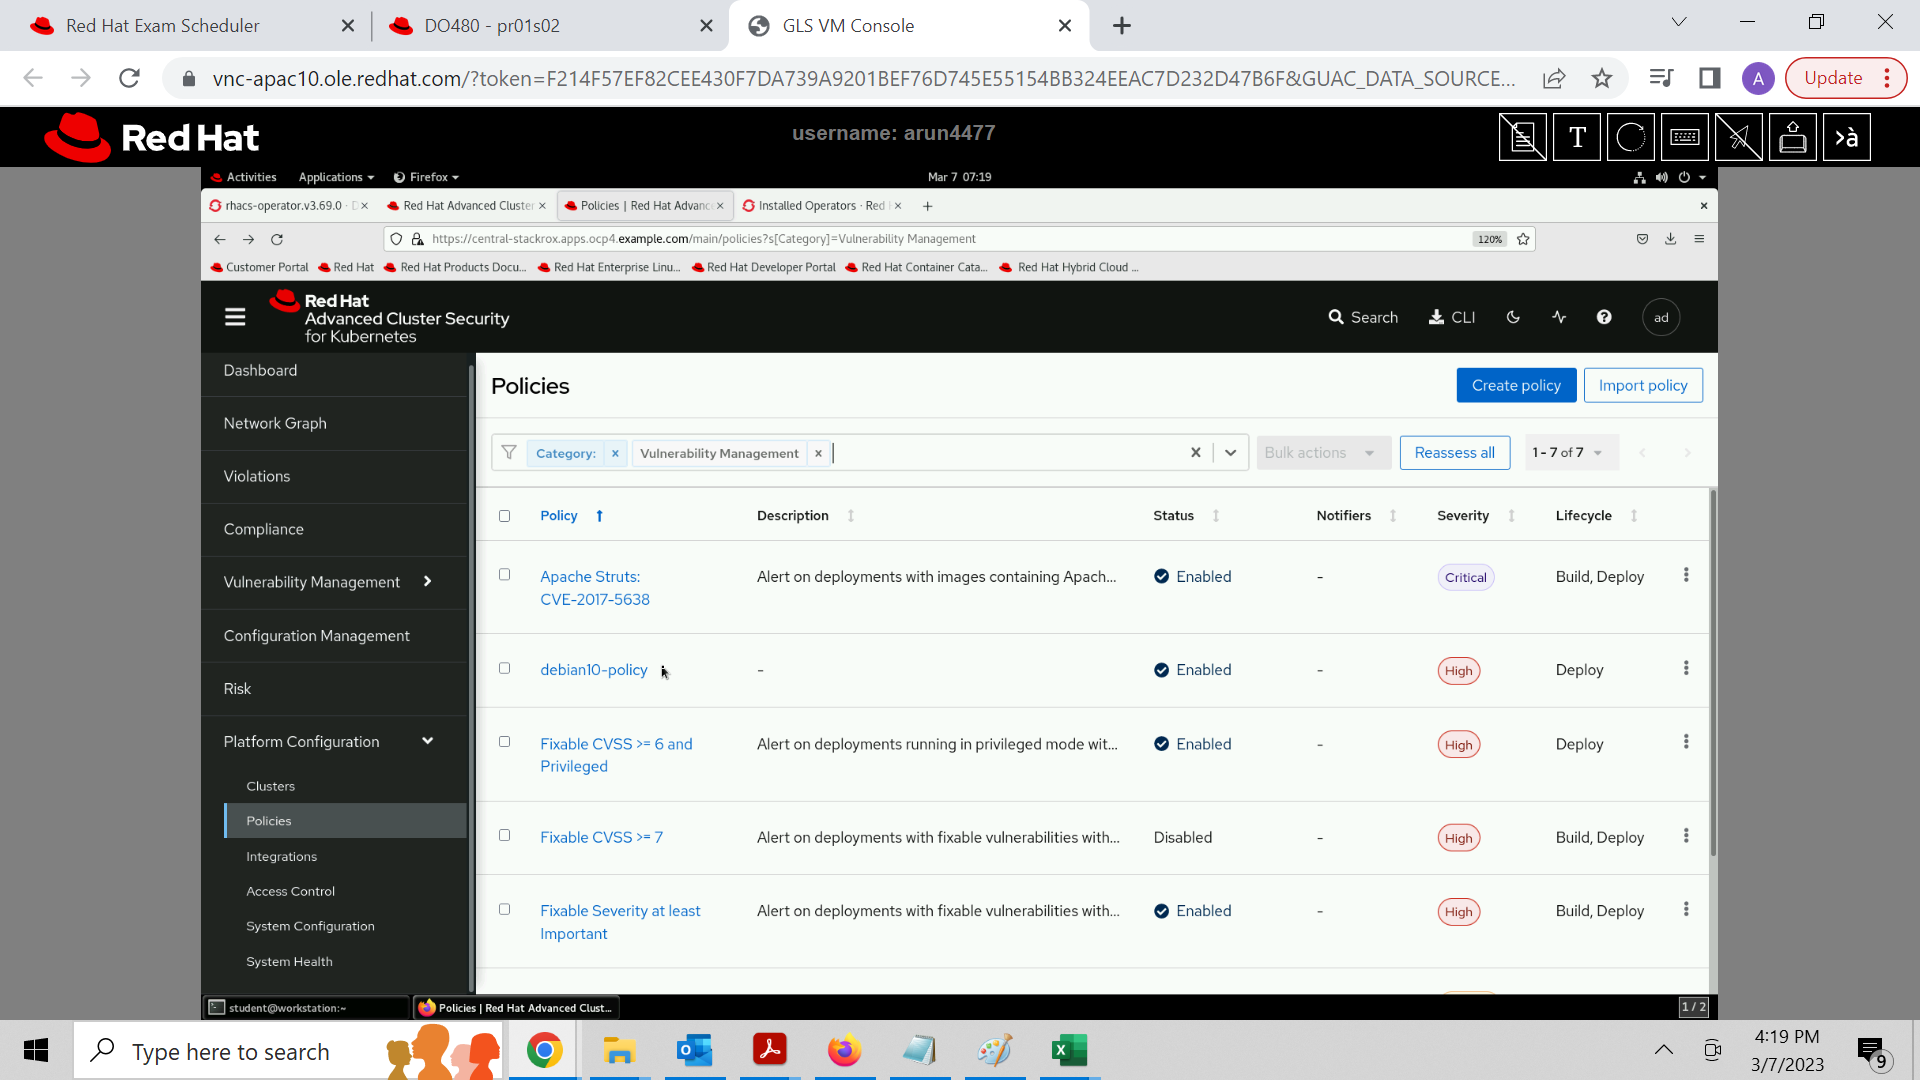 Red Hat Exam Scheduler
DO480 - pr01s02
GLS VM Console
vnc-apac10.ole.redhat.com/?token=F214F57EF82CEE430F7DA739A9201BEF76D745E55154BB324EEAC7D232D47B6F&GUAC_DATA_SOURCE...
A
Update
Red Hat
username: arun4477
T
>à
Activities
Applications
Firefox
Mar 7 07:19
rhacs-operator.v3.69.0 · D
Red Hat Advanced Cluster
Policies | Red Hat Advanc
Installed Operators · Red
https://central-stackrox.apps.ocp4.example.com/main/policies?s[Category]=Vulnerability Management
120%
Customer Portal
Red Hat
Red Hat Products Docu...
Red Hat Enterprise Linu...
Red Hat Developer Portal
Red Hat Container Cata...
Red Hat Hybrid Cloud ...
Red Hat
Advanced Cluster Security
for Kubernetes
Search
CLI
ad
Dashboard
Network Graph
Violations
Compliance
Vulnerability Management
Configuration Management
Risk
Platform Configuration
Clusters
Policies
Integrations
Access Control
System Configuration
System Health
Policies
Create policy
Import policy
Category:
Vulnerability Management
Bulk actions
Reassess all
1 - 7 of 7
Policy Description Status Notifiers Severity Lifecycle
Apache Struts: Alert on deployments with images containing Apach... Enabled - Critical Build, Deploy
CVE-2017-5638
debian10-policy - Enabled - High Deploy
Fixable CVSS >= 6 and Alert on deployments running in privileged mode wit... Enabled - High Deploy
Privileged
Fixable CVSS >= 7 Alert on deployments with fixable vulnerabilities with... Disabled - High Build, Deploy
Fixable Severity at least Alert on deployments with fixable vulnerabilities with... Enabled - High Build, Deploy
Important
student@workstation:~
Policies | Red Hat Advanced Clust...
1 / 2
Type here to search
4:19 PM
3/7/2023
9